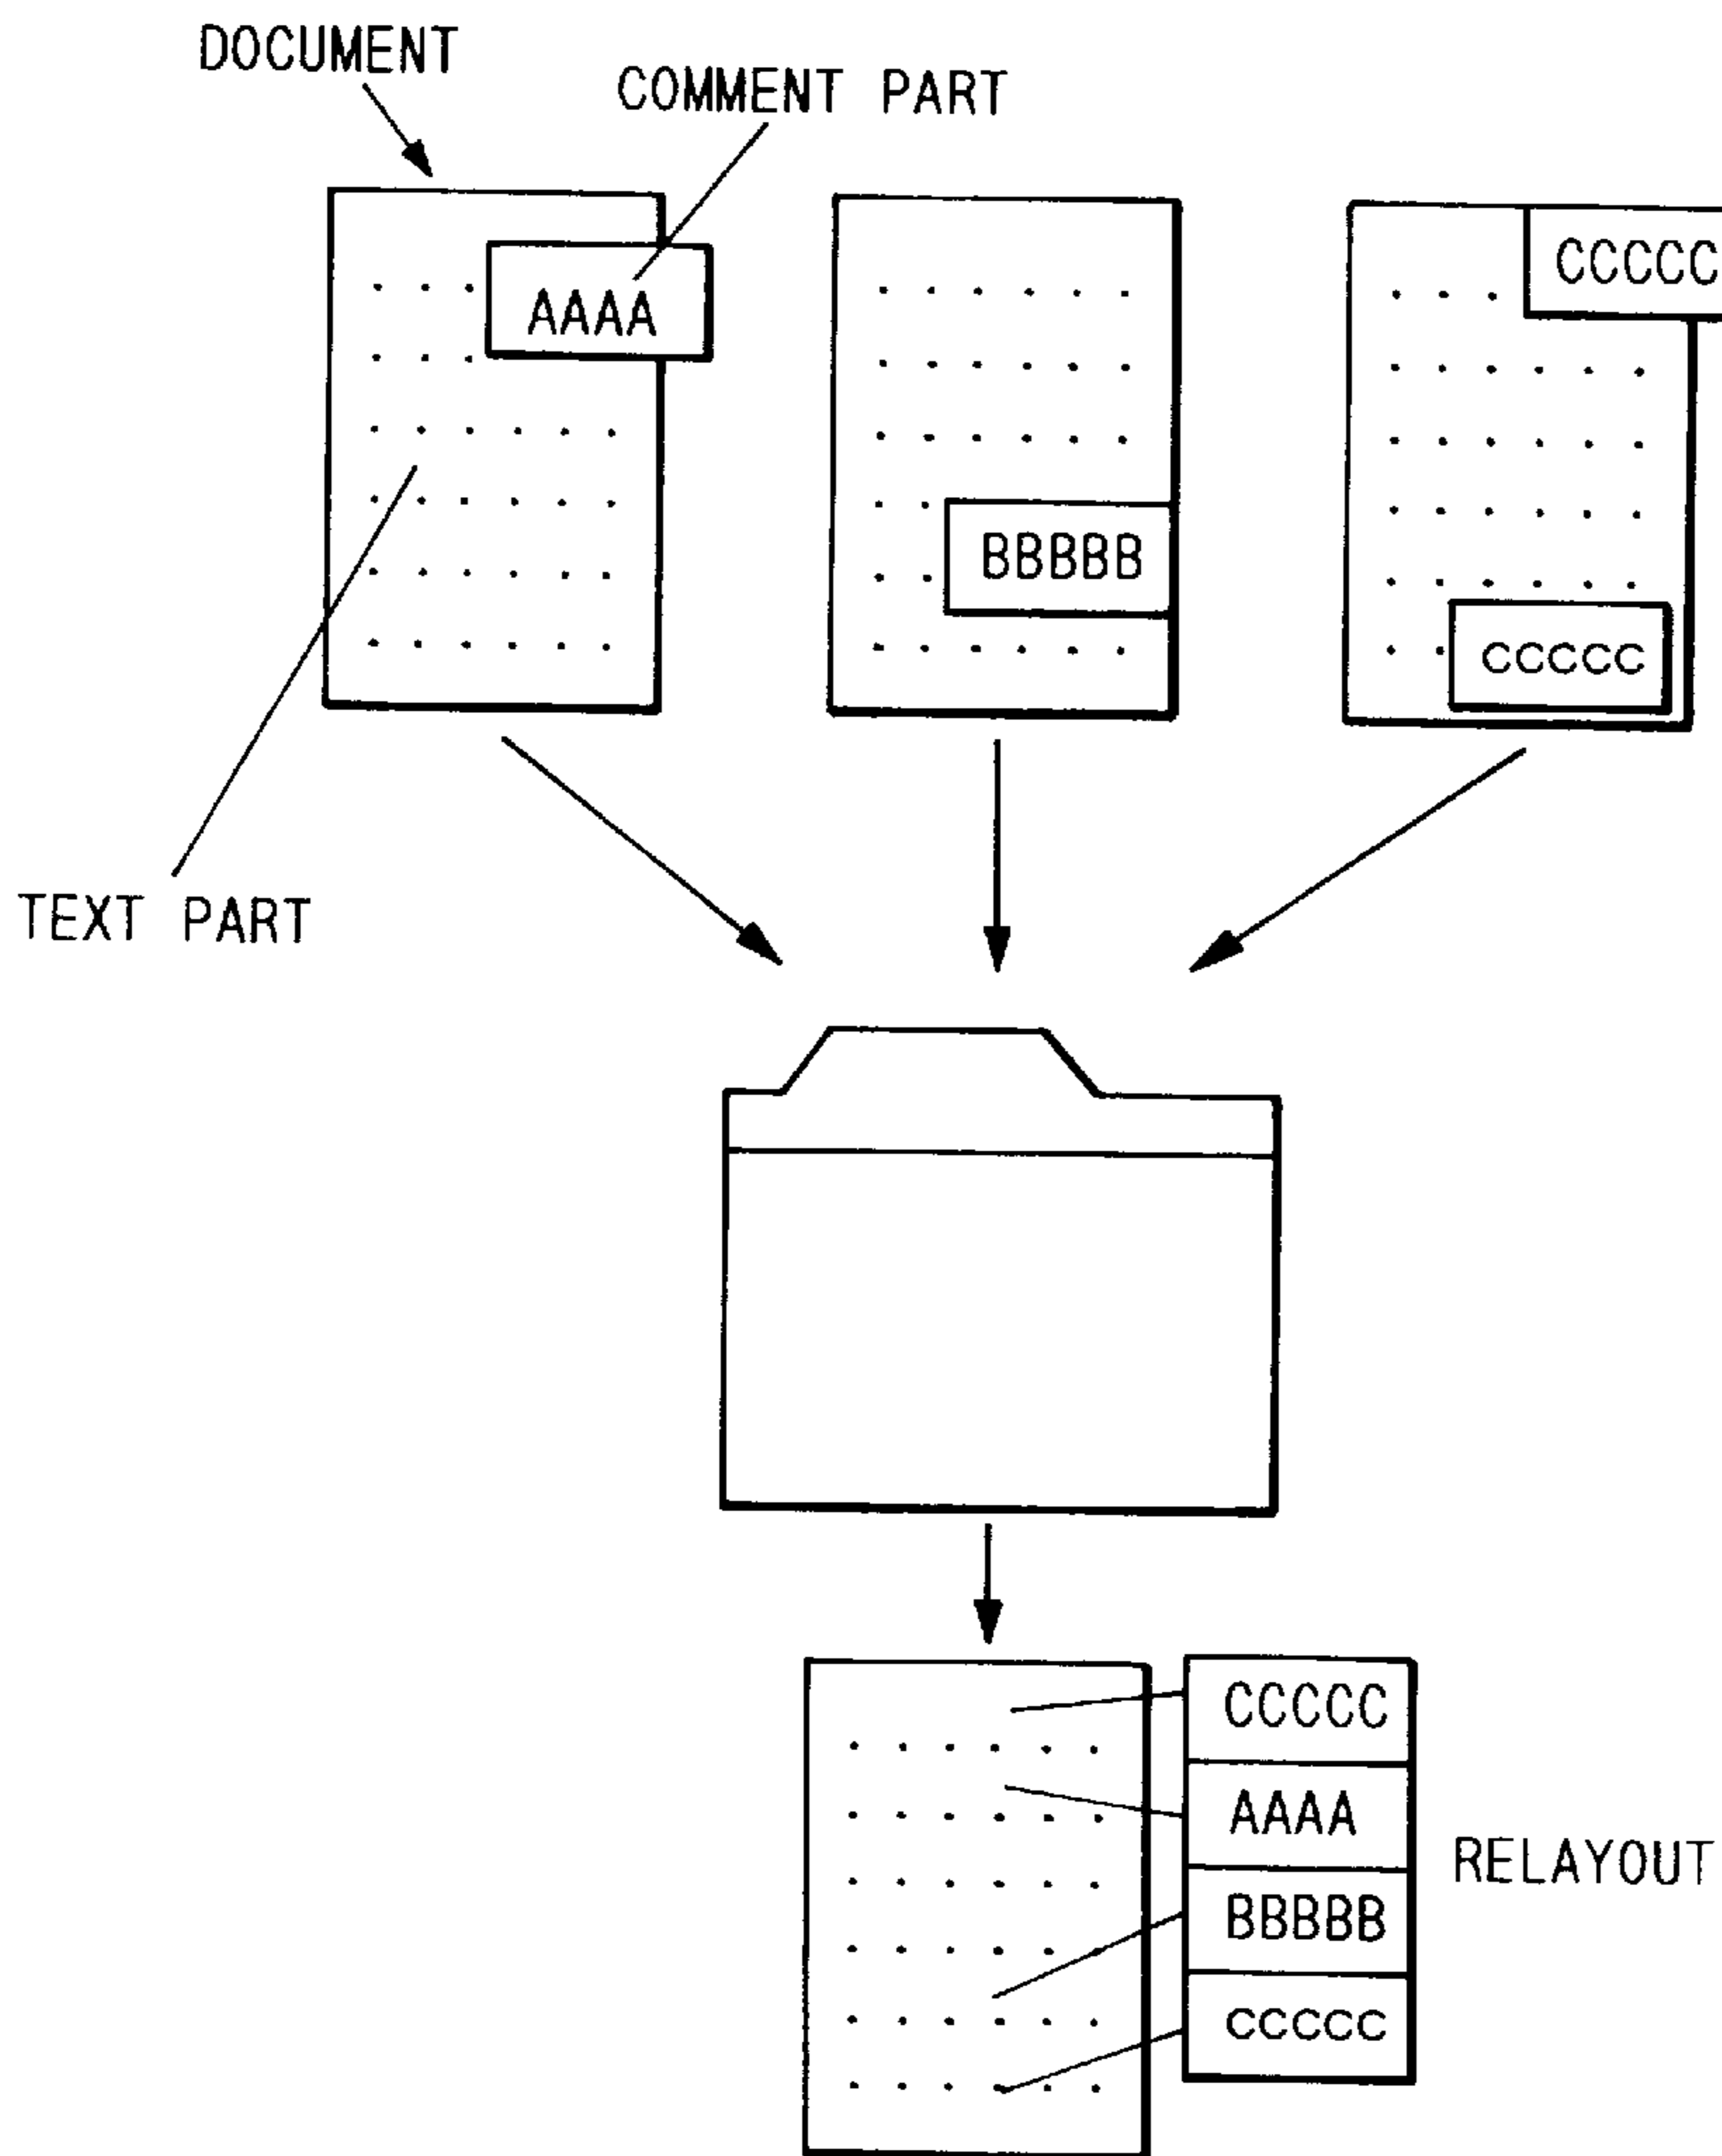 DOCUMENT
COMMENT PART
AAAA
CCCCC
BBBBB
ccccc
TEXT PART
CCCCC
AAAA
RELAYOUT
BBBBB
ccccc